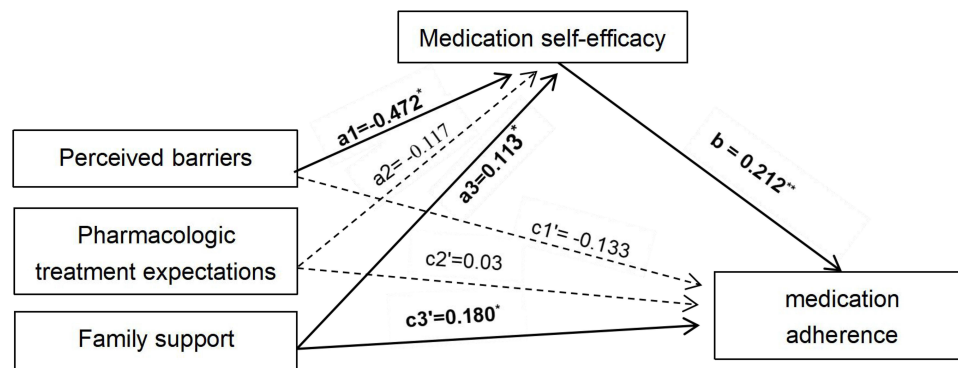 Medication self-efficacy
a1=-0.472*
a2= -0.117
a3=0.113*
b = 0.212**
Perceived barriers
Pharmacologic
treatment expectations
Family support
c1'= -0.133
c2'=0.03
c3'=0.180*
medication
adherence